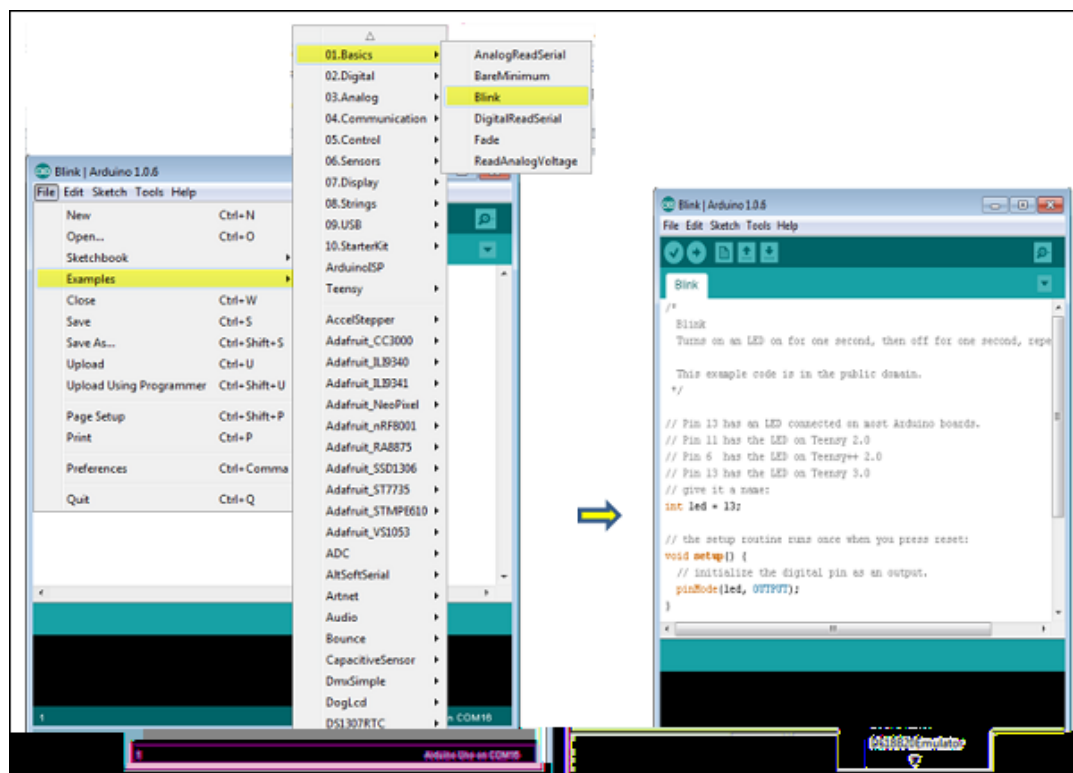 01.Basics
02.Digital
03.Analog
04.Communication
05.Control
06.Sensors
07.Display
08.Strings
09.USB
10.StarterKit
ArduinoISP
Teensy
AccelStepper
Adafruit_CC3000
Adafruit_ILI9340
Adafruit_ILI9341
Adafruit_NeoPixel
Adafruit_nRF8001
Adafruit_RA8875
Adafruit_SSD1306
Adafruit_ST7735
Adafruit_STMPE610
Adafruit_VS1053
ADC
AltSoftSerial
Artnet
Audio
Bounce
CapacitiveSensor
DmxSimple
DogLcd
DS1307RTC
AnalogReadSerial
BareMinimum
Blink
DigitalReadSerial
Fade
ReadAnalogVoltage
Blink | Arduino 1.0.6
File Edit Sketch Tools Help
New Ctrl+N
Open... Ctrl+O
Sketchbook
Examples
Close Ctrl+W
Save Ctrl+S
Save As... Ctrl+Shift+S
Upload Ctrl+U
Upload Using Programmer Ctrl+Shift+U
Page Setup Ctrl+Shift+P
Print Ctrl+P
Preferences Ctrl+Comma
Quit Ctrl+Q
1 n COM16
1 Arduino Uno on COM16
Blink | Arduino 1.0.6
File Edit Sketch Tools Help
Blink
/*
Blink
Turns on an LED on for one second, then off for one second, repe
This example code is in the public domain.
*/
// Pin 13 has an LED connected on most Arduino boards.
// Pin 11 has the LED on Teensy 2.0
// Pin 6 has the LED on Teensy++ 2.0
// Pin 13 has the LED on Teensy 3.0
// give it a name:
int led = 13;
// the setup routine runs once when you press reset:
void setup() {
// initialize the digital pin as an output.
pinMode(led, OUTPUT);
}